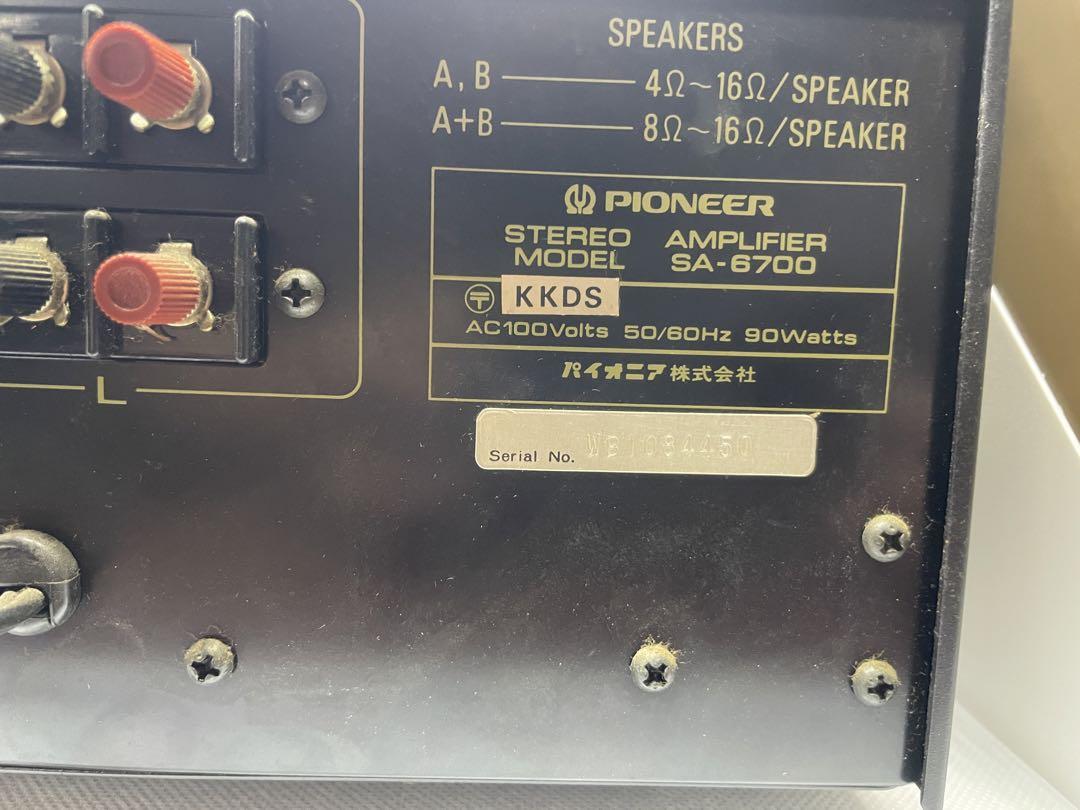 SPEAKERS
A, B 4Ω~16Ω/SPEAKER
A+B 8Ω~16Ω/SPEAKER
PIONEER
STEREO AMPLIFIER
MODEL SA-6700
〒 KKDS
AC100Volts 50/60Hz 90Watts
パイオニア株式会社
Serial No.
L